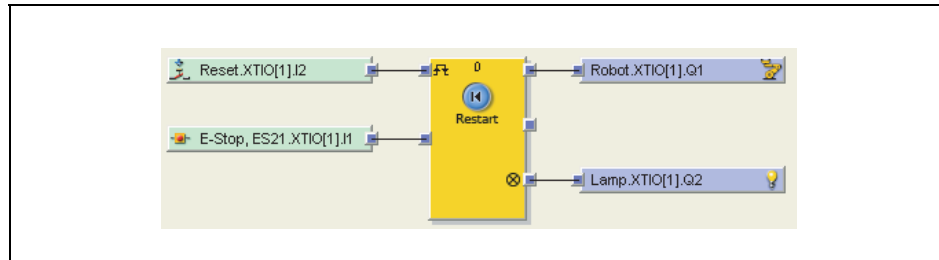 Reset.XTIO[1].I2
0
Robot.XTIO[1].Q1
Restart
E-Stop, ES21.XTIO[1].I1
Lamp.XTIO[1].Q2